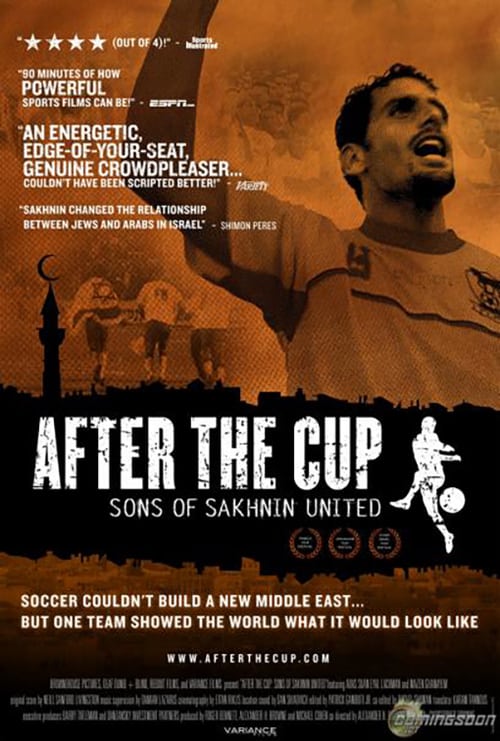 "★★★★ (OUT OF 4)!" - Sports Illustrated
"90 MINUTES OF HOW
POWERFUL
SPORTS FILMS CAN BE!" - ESPN
"AN ENERGETIC,
EDGE-OF-YOUR-SEAT,
GENUINE CROWDPLEASER...
COULDN'T HAVE BEEN SCRIPTED BETTER!" - VARIETY
"SAKHNIN CHANGED THE RELATIONSHIP
BETWEEN JEWS AND ARABS IN ISRAEL" - SHIMON PERES
AFTER THE CUP
SONS OF SAKHNIN UNITED
SOCCER COULDN'T BUILD A NEW MIDDLE EAST...
BUT ONE TEAM SHOWED THE WORLD WHAT IT WOULD LOOK LIKE
WWW.AFTERTHECUP.COM
COMINGSOON
.NET
VARIANCE